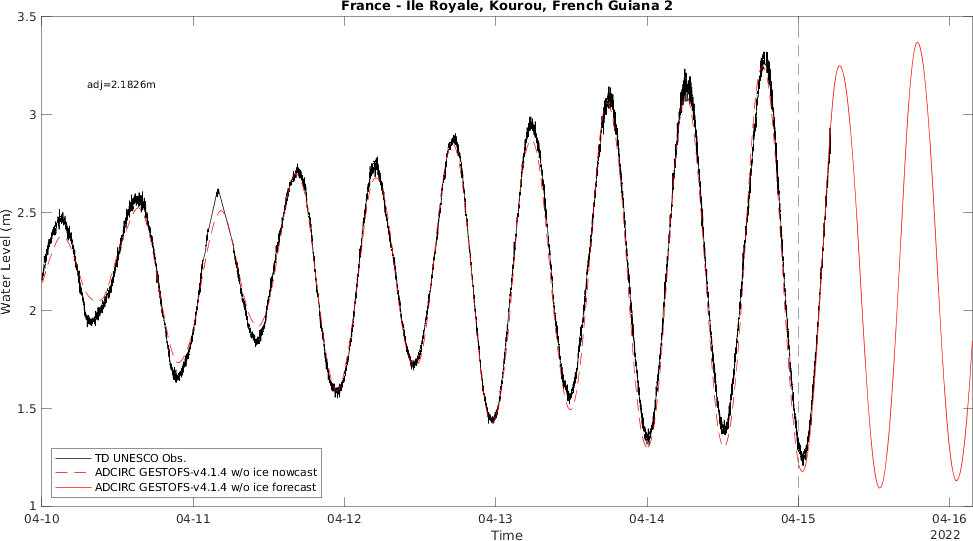 France - Ile Royale, Kourou, French Guiana 2
3.5
3
2.5
2
1.5
1
Water Level (m)
adj=2.1826m
TD UNESCO Obs.
ADCIRC GESTOFS-v4.1.4 w/o ice nowcast
ADCIRC GESTOFS-v4.1.4 w/o ice forecast
04-10 04-11 04-12 04-13 04-14 04-15 04-16
Time
2022